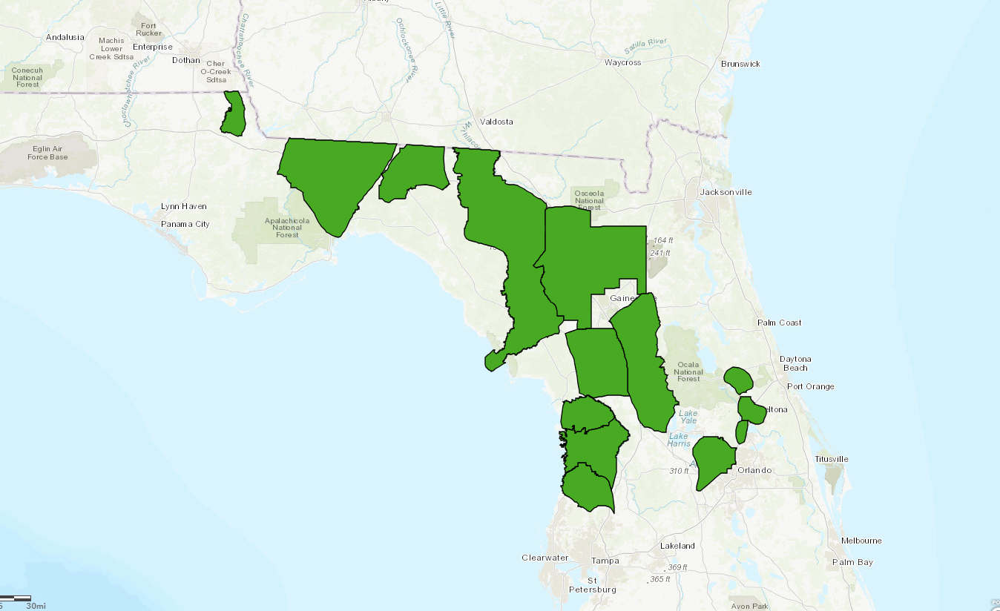 Andalusia
Fort
Rucker
Machis
Lower
Creek Sdtsa
Enterprise
Dothan
Cher
O-Creek
Sdtsa
Conecuh
National
Forest
Choctawhatchee River
Chattahoochee River
Ochlockonee River
Little River
Satilla River
Waycross
Brunswick
Valdosta
Eglin Air
Force Base
Lynn Haven
Panama City
Apalachicola
National
Forest
Osceola
National
Forest
Jacksonville
164 ft
241 ft
Palm Coast
Ocala
National
Forest
Daytona
Beach
Port Orange
eltona
Lake
Yale
Lake
Harris
310 ft
Orlando
Titusville
Melbourne
Palm Bay
Lakeland
Clearwater
Tampa
369 ft
365 ft
St
Petersburg
Avon Park
30mi